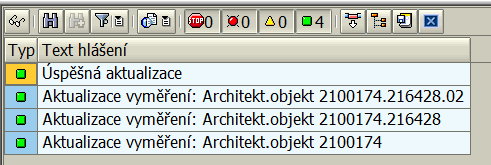 STOP 0 0 0 4
Typ Text hlášení
Úspěšná aktualizace
Aktualizace vyměření: Architekt.objekt 2100174.216428.02
Aktualizace vyměření: Architekt.objekt 2100174.216428
Aktualizace vyměření: Architekt.objekt 2100174